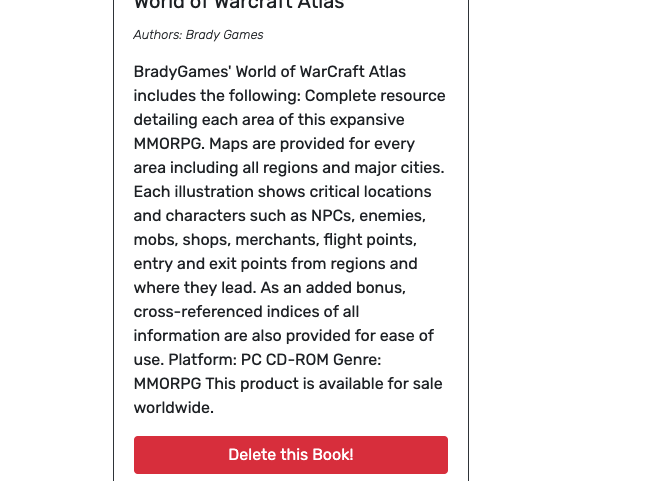 World of Warcraft Atlas
Authors: Brady Games
BradyGames' World of WarCraft Atlas
includes the following: Complete resource
detailing each area of this expansive
MMORPG. Maps are provided for every
area including all regions and major cities.
Each illustration shows critical locations
and characters such as NPCs, enemies,
mobs, shops, merchants, flight points,
entry and exit points from regions and
where they lead. As an added bonus,
cross-referenced indices of all
information are also provided for ease of
use. Platform: PC CD-ROM Genre:
MMORPG This product is available for sale
worldwide.
Delete this Book!